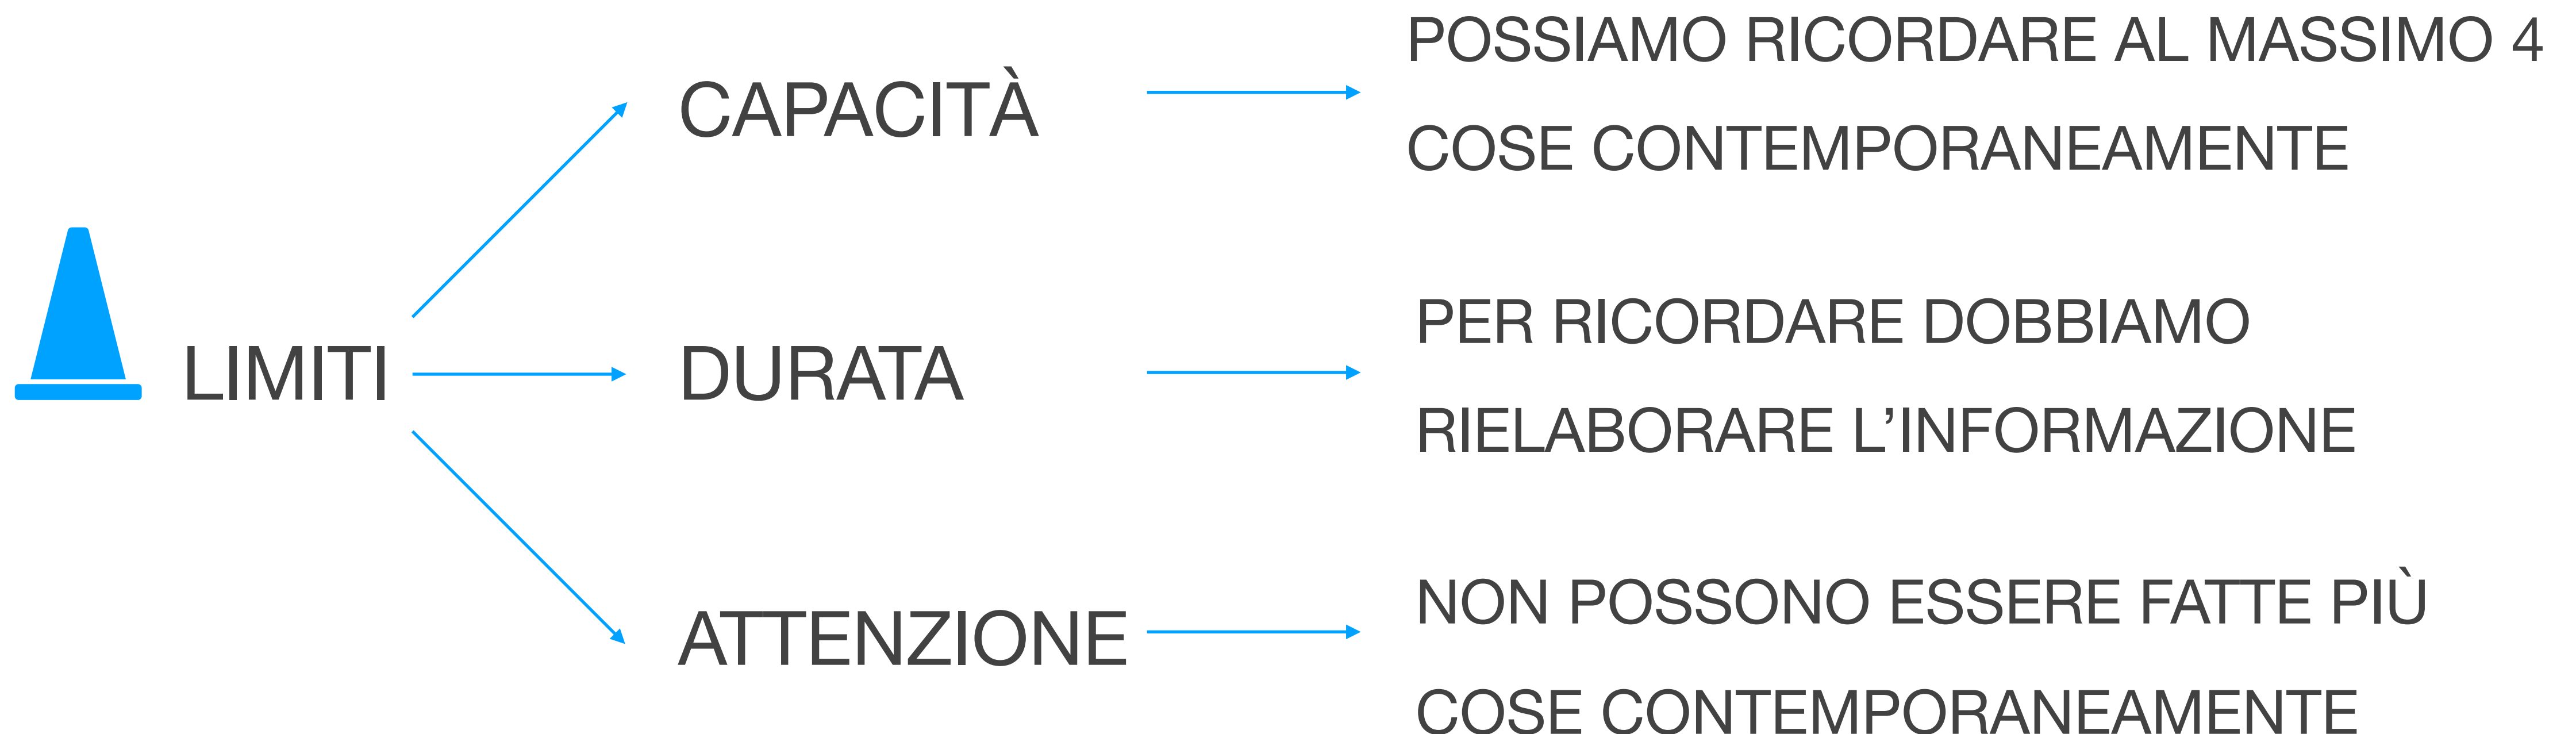 LIMITI
CAPACITÀ
POSSIAMO RICORDARE AL MASSIMO 4
COSE CONTEMPORANEAMENTE
DURATA
PER RICORDARE DOBBIAMO
RIELABORARE L’INFORMAZIONE
ATTENZIONE
NON POSSONO ESSERE FATTE PIÙ
COSE CONTEMPORANEAMENTE